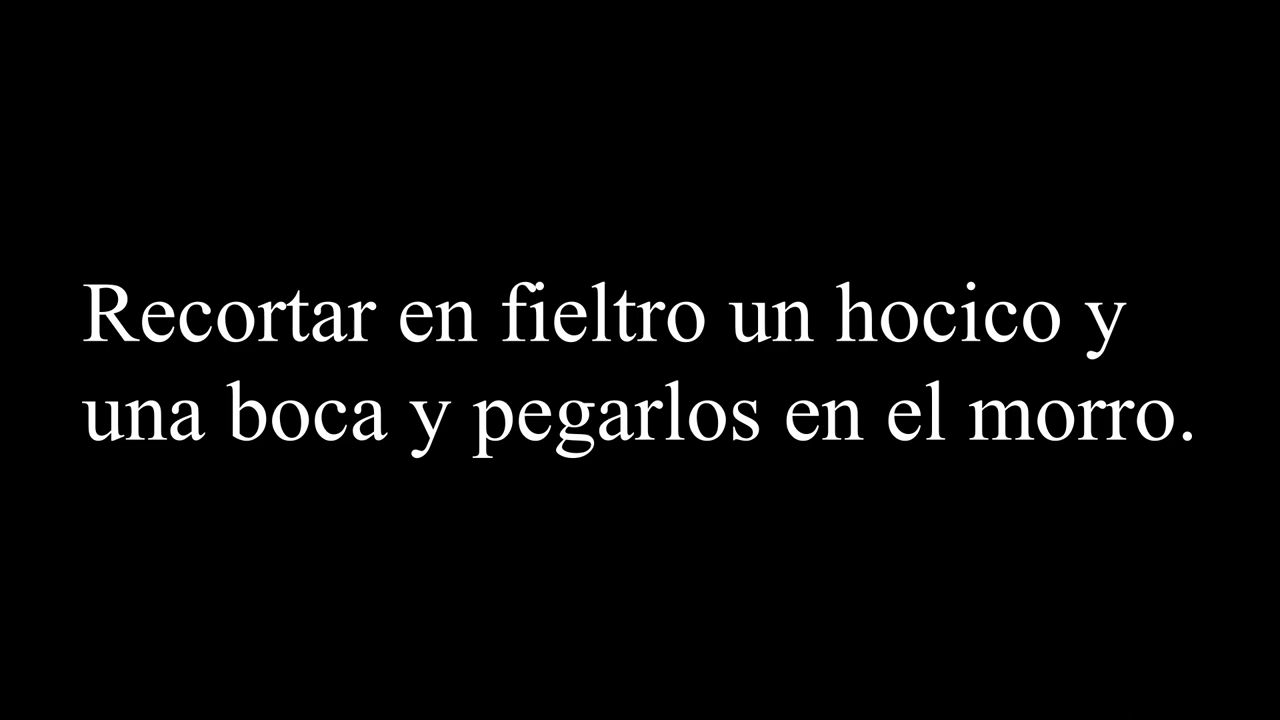 Recortar en fieltro un hocico y
una boca y pegarlos en el morro.